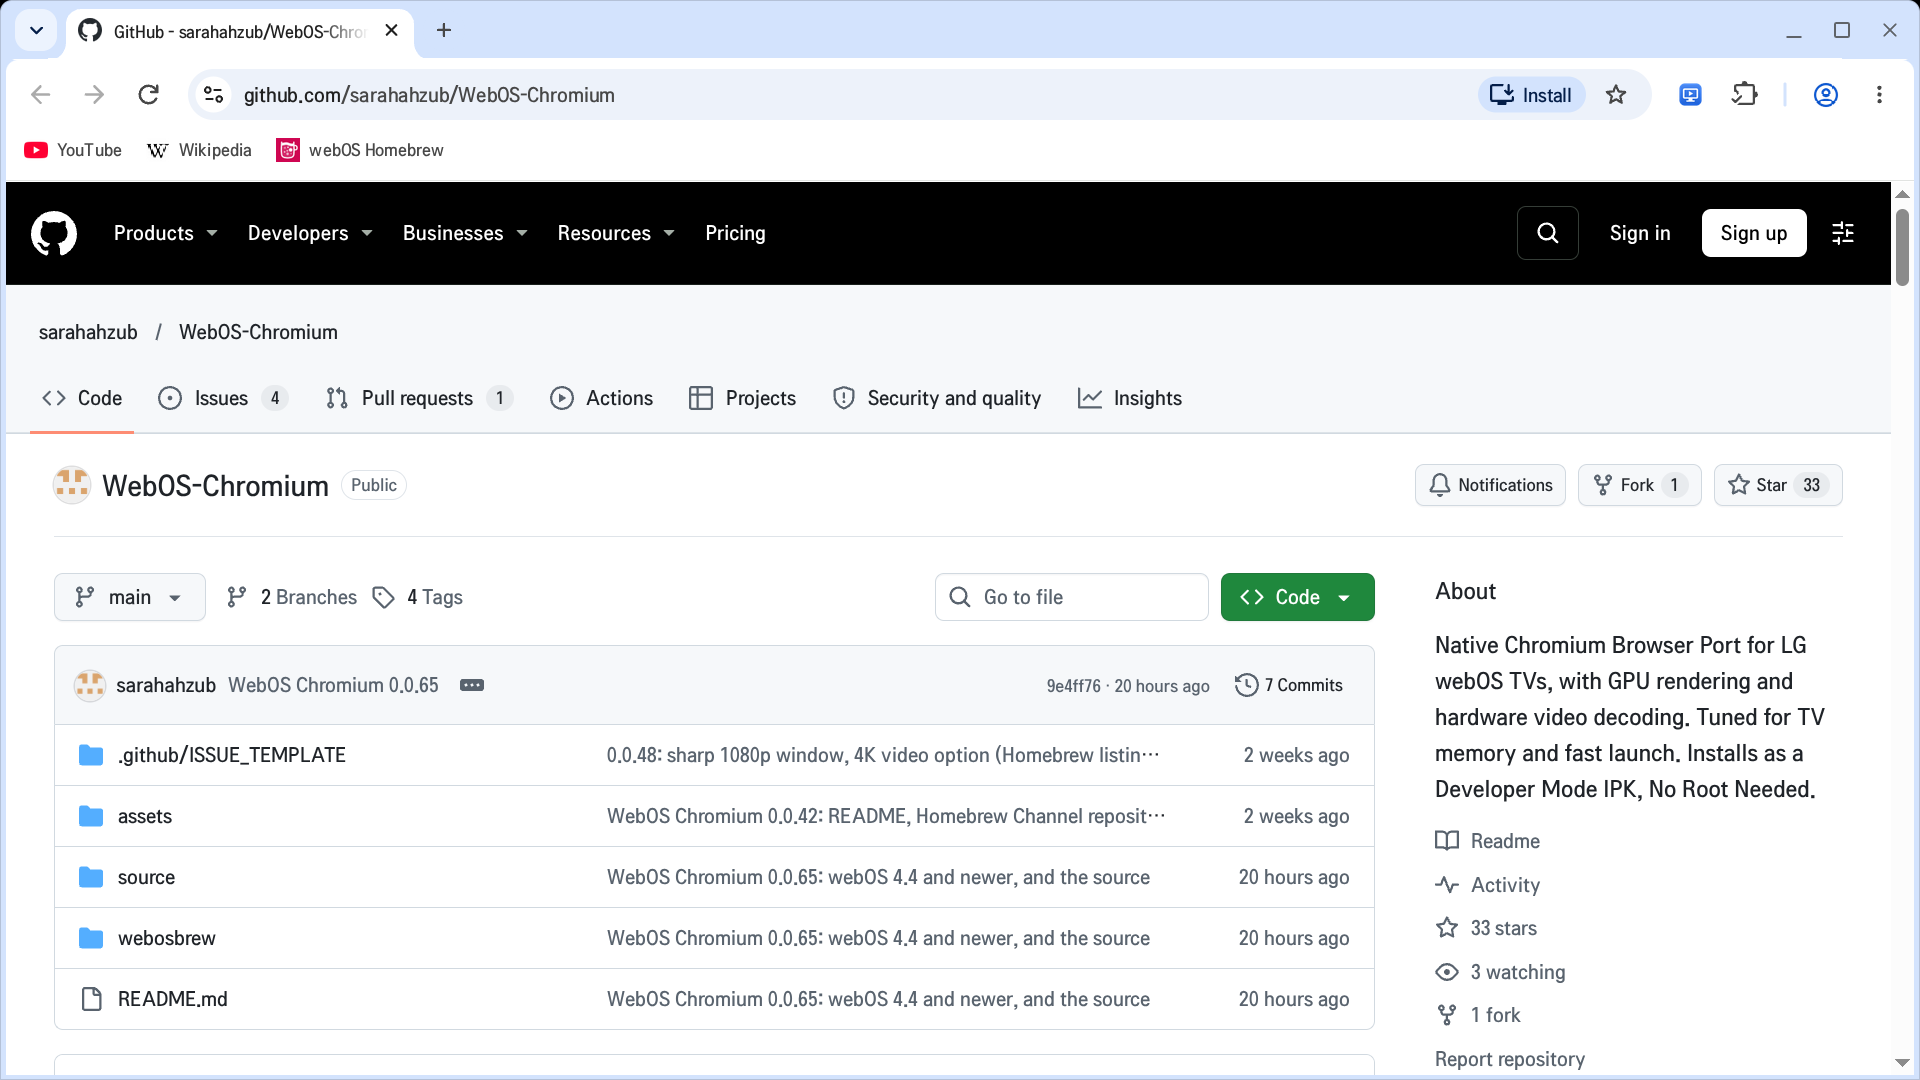 GitHub - sarahahzub/WebOS-Chro
github.com/sarahahzub/WebOS-Chromium
Install
YouTube
Wikipedia
webOS Homebrew
Products
Developers
Businesses
Resources
Pricing
Sign in
Sign up
sarahahzub / WebOS-Chromium
Code
Issues 4
Pull requests 1
Actions
Projects
Security and quality
Insights
WebOS-Chromium Public
Notifications
Fork 1
Star 33
main
2 Branches
4 Tags
Go to file
Code
sarahahzub WebOS Chromium 0.0.65
9e4ff76 · 20 hours ago
7 Commits
.github/ISSUE_TEMPLATE 0.0.48: sharp 1080p window, 4K video option (Homebrew listin… 2 weeks ago
assets WebOS Chromium 0.0.42: README, Homebrew Channel reposit… 2 weeks ago
source WebOS Chromium 0.0.65: webOS 4.4 and newer, and the source 20 hours ago
webosbrew WebOS Chromium 0.0.65: webOS 4.4 and newer, and the source 20 hours ago
README.md WebOS Chromium 0.0.65: webOS 4.4 and newer, and the source 20 hours ago
About
Native Chromium Browser Port for LG
webOS TVs, with GPU rendering and
hardware video decoding. Tuned for TV
memory and fast launch. Installs as a
Developer Mode IPK, No Root Needed.
Readme
Activity
33 stars
3 watching
1 fork
Report repository